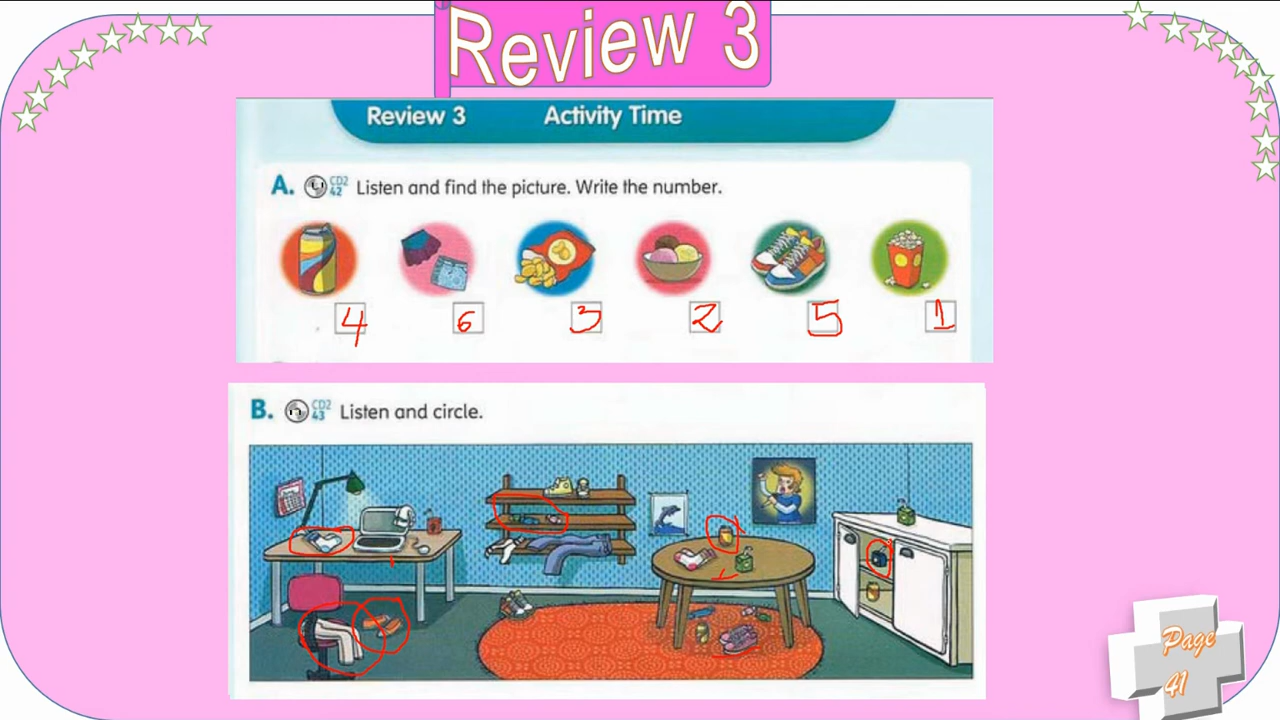 Review 3
Review 3 Activity Time
A. CD2 42 Listen and find the picture. Write the number.
4 6 3 2 5 1
B. CD2 43 Listen and circle.
Page
41